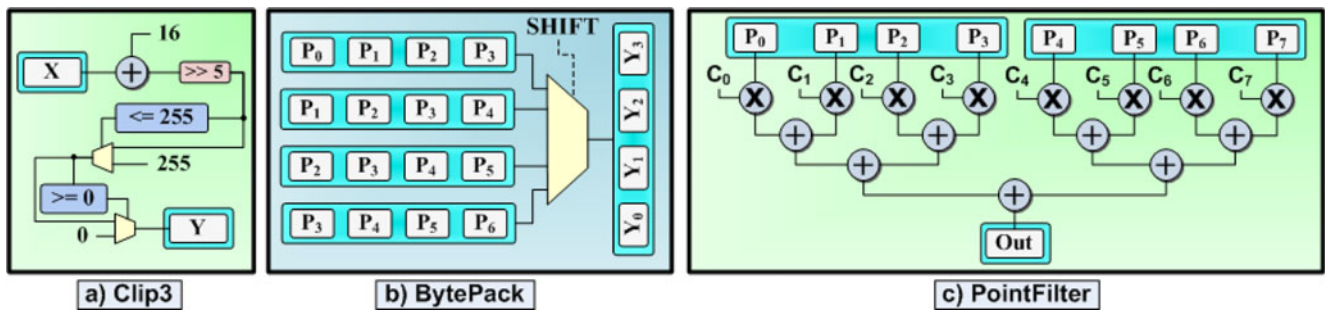 16
X
>> 5
<= 255
255
>= 0
0
Y
a) Clip3
SHIFT
P0 P1 P2 P3
P1 P2 P3 P4
P2 P3 P4 P5
P3 P4 P5 P6
Y3
Y2
Y1
Y0
b) BytePack
P0 P1 P2 P3 P4 P5 P6 P7
C0 C1 C2 C3 C4 C5 C6 C7
X X X X X X X X
Out
c) PointFilter